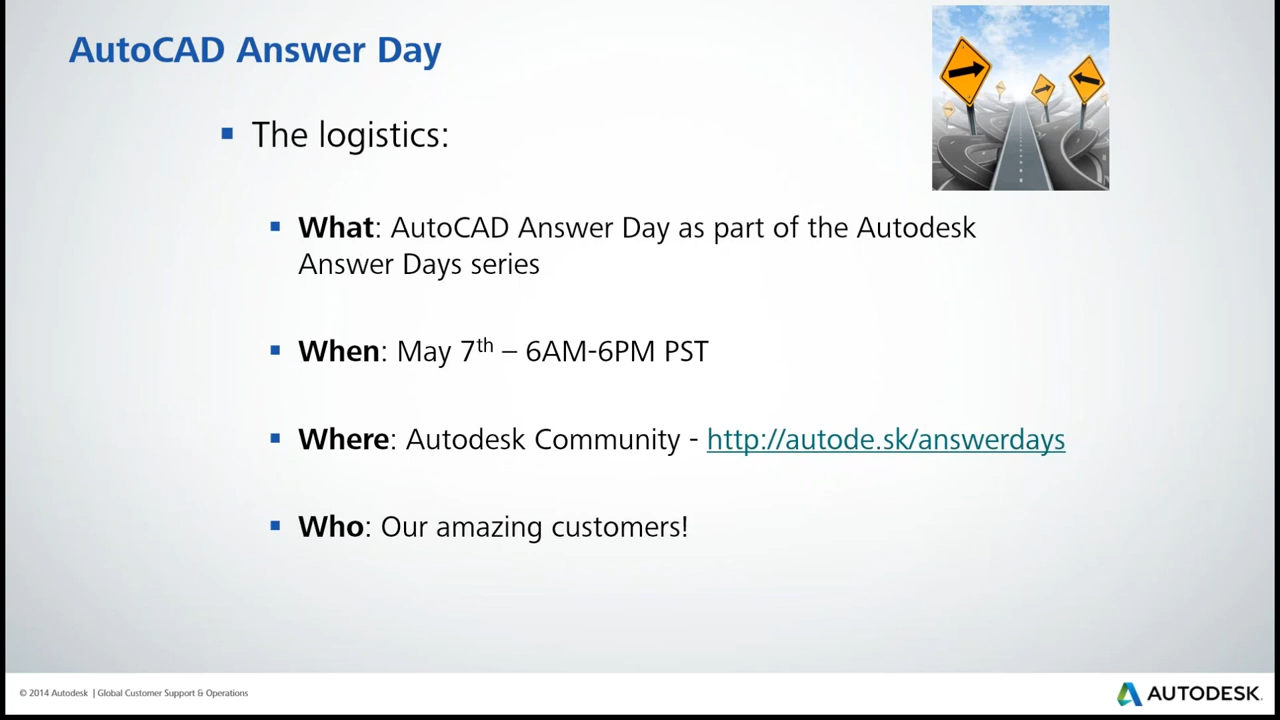 AutoCAD Answer Day
The logistics:
What: AutoCAD Answer Day as part of the Autodesk
Answer Days series
When: May 7th – 6AM-6PM PST
Where: Autodesk Community - http://autode.sk/answerdays
Who: Our amazing customers!
© 2014 Autodesk | Global Customer Support & Operations
AUTODESK.